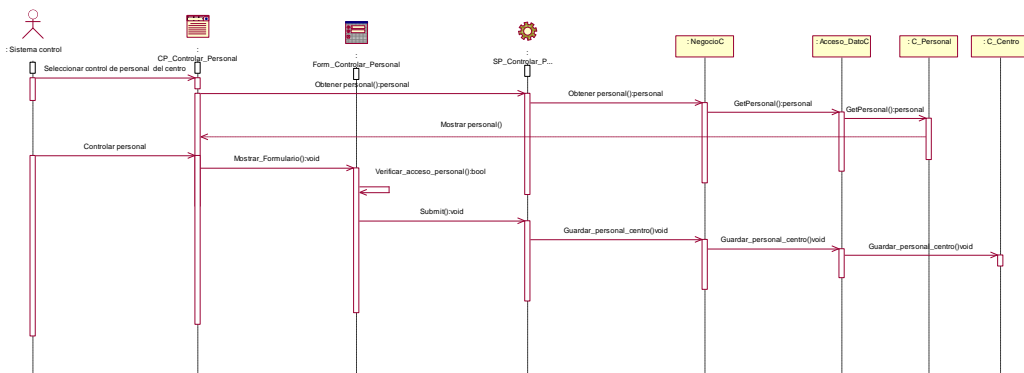 : Sistema control
:
CP_Controlar_Personal
:
Form_Controlar_Personal
:
SP_Controlar_P...
: NegocioC
: Acceso_DatoC
: C_Personal
: C_Centro
Seleccionar control de personal del centro
Obtener personal():personal
Obtener personal():personal
GetPersonal():personal
GetPersonal():personal
Mostrar personal()
Controlar personal
Mostrar_Formulario():void
Verificar_acceso_personal():bool
Submit():void
Guardar_personal_centro()void
Guardar_personal_centro()void
Guardar_personal_centro()void